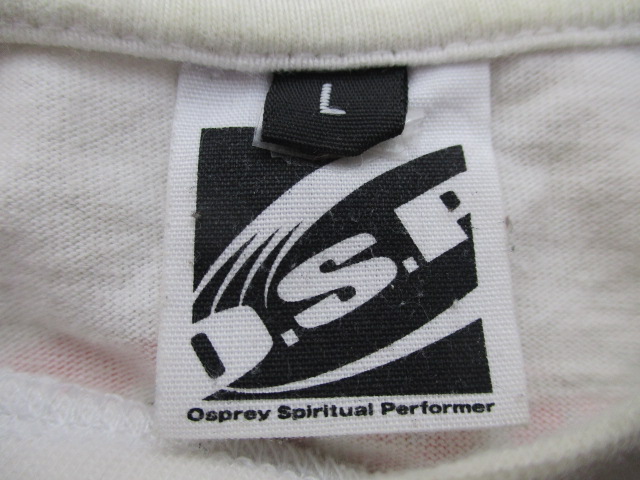 L
O.S.P
Osprey Spiritual Performer